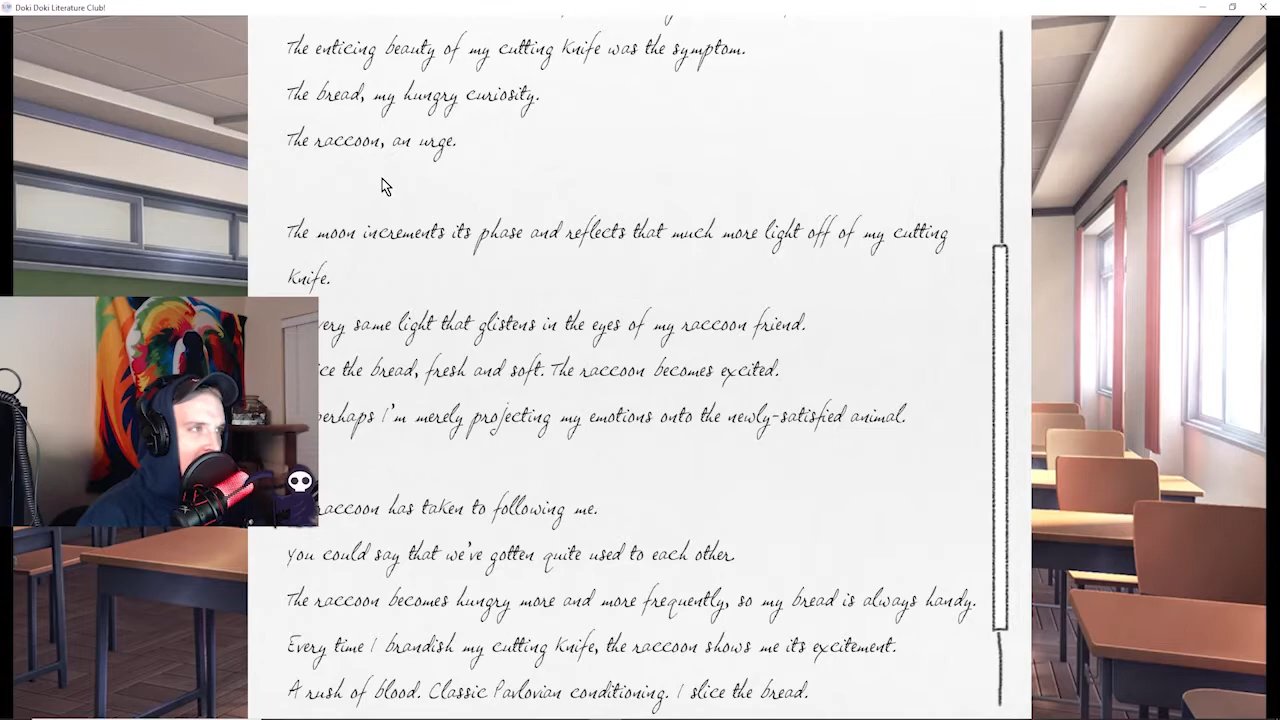 Doki Doki Literature Club!
The enticing beauty of my cutting knife was the symptom.
The bread, my hungry curiosity.
The raccoon, an urge.
The moon increments its phase and reflects that much more light off of my cutting
knife.
very same light that glistens in the eyes of my raccoon friend.
the bread, fresh and soft. The raccoon becomes excited.
perhaps I'm merely projecting my emotions onto the newly-satisfied animal.
raccoon has taken to following me.
You could say that we've gotten quite used to each other.
The raccoon becomes hungry more and more frequently, so my bread is always handy.
Every time I brandish my cutting knife, the raccoon shows me its excitement.
A rush of blood. Classic Pavlovian conditioning. I slice the bread.